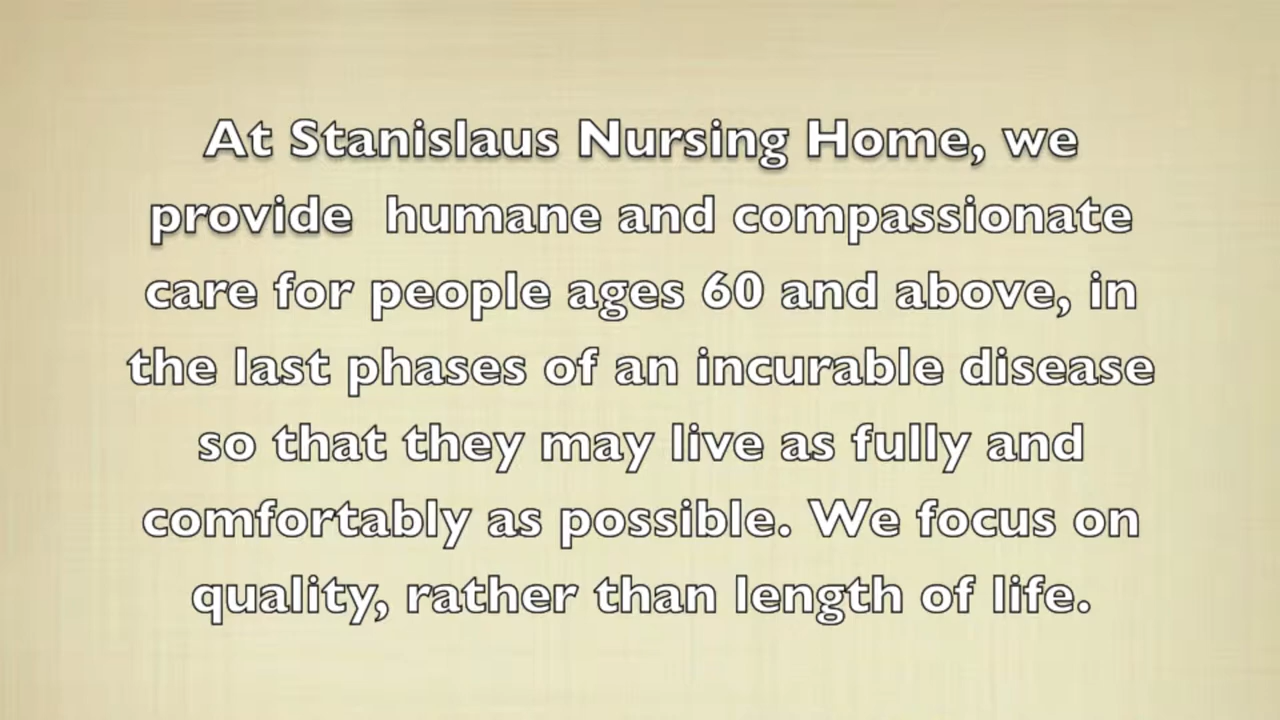 At Stanislaus Nursing Home, we
provide  humane and compassionate
care for people ages 60 and above, in
the last phases of an incurable disease
so that they may live as fully and
comfortably as possible. We focus on
quality, rather than length of life.